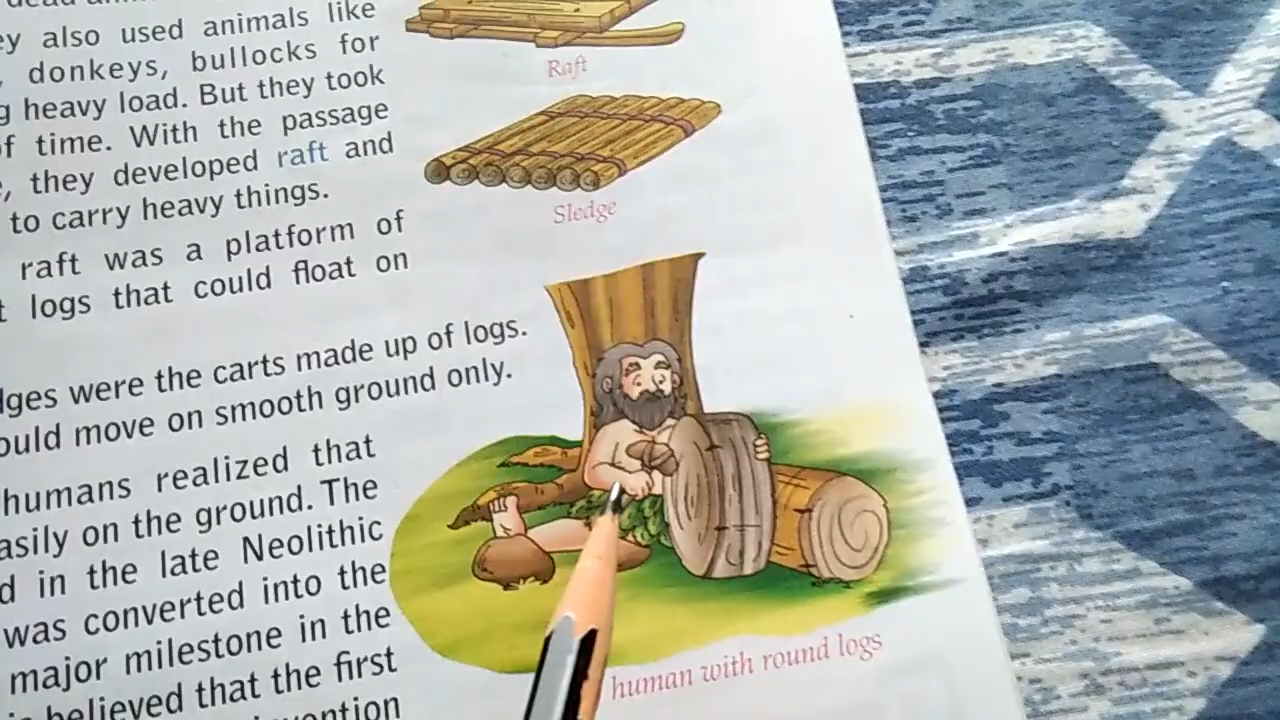 ey also used animals like
, donkeys, bullocks for
g heavy load. But they took
of time. With the passage
, they developed raft and
to carry heavy things.
raft was a platform of
t logs that could float on
dges were the carts made up of logs.
ould move on smooth ground only.
humans realized that
asily on the ground. The
d in the late Neolithic
was converted into the
major milestone in the
believed that the first
Raft
Sledge
human with round logs